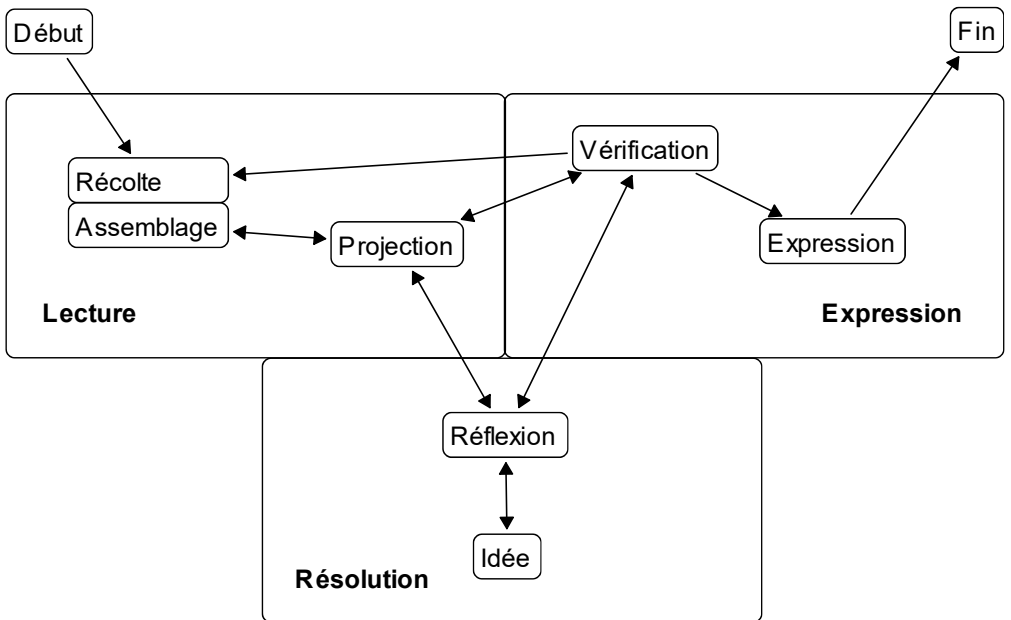 Début
Fin
Vérification
Récolte
Assemblage
Projection
Expression
Lecture
Expression
Réflexion
Idée
Résolution